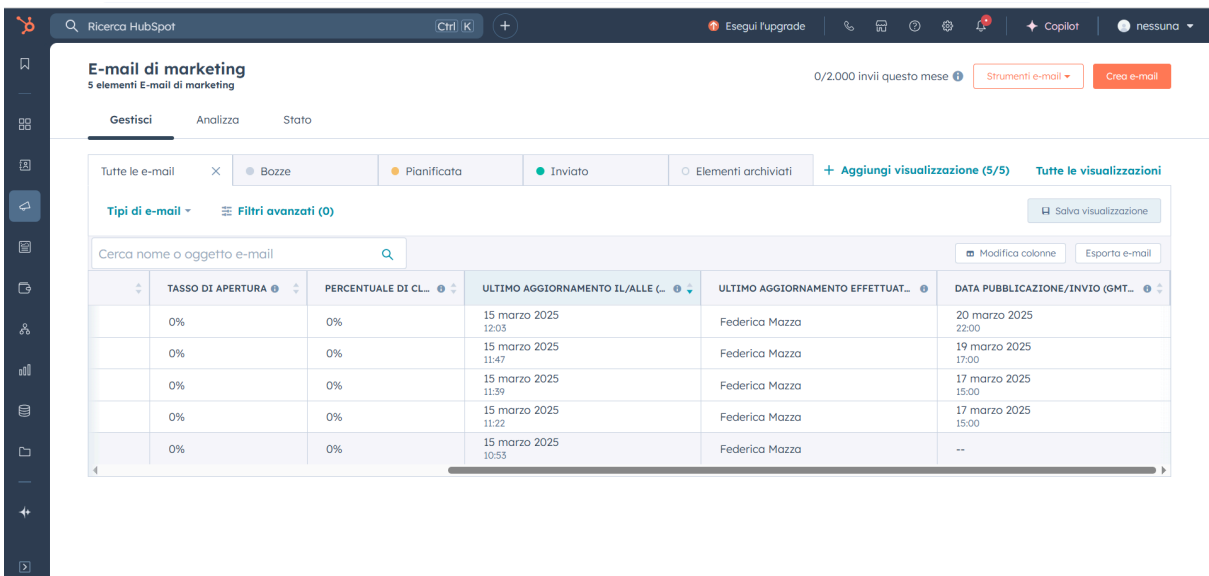 Ricerca HubSpot Ctrl K Esegui l'upgrade Copilot nessuna
E-mail di marketing
5 elementi E-mail di marketing
0/2.000 invii questo mese Strumenti e-mail Crea e-mail
Gestisci Analizza Stato
Tutte le e-mail Bozze Pianificata Inviato Elementi archiviati + Aggiungi visualizzazione (5/5) Tutte le visualizzazioni
Tipi di e-mail Filtri avanzati (0) Salva visualizzazione
Cerca nome o oggetto e-mail Modifica colonne Esporta e-mail
TASSO DI APERTURA PERCENTUALE DI CL... ULTIMO AGGIORNAMENTO IL/ALLE (... ULTIMO AGGIORNAMENTO EFFETTUAT... DATA PUBBLICAZIONE/INVIO (GMT...
0% 0% 15 marzo 2025 Federica Mazza 20 marzo 2025
12:03 22:00
0% 0% 15 marzo 2025 Federica Mazza 19 marzo 2025
11:47 17:00
0% 0% 15 marzo 2025 Federica Mazza 17 marzo 2025
11:39 15:00
0% 0% 15 marzo 2025 Federica Mazza 17 marzo 2025
11:22 15:00
0% 0% 15 marzo 2025 Federica Mazza --
10:53